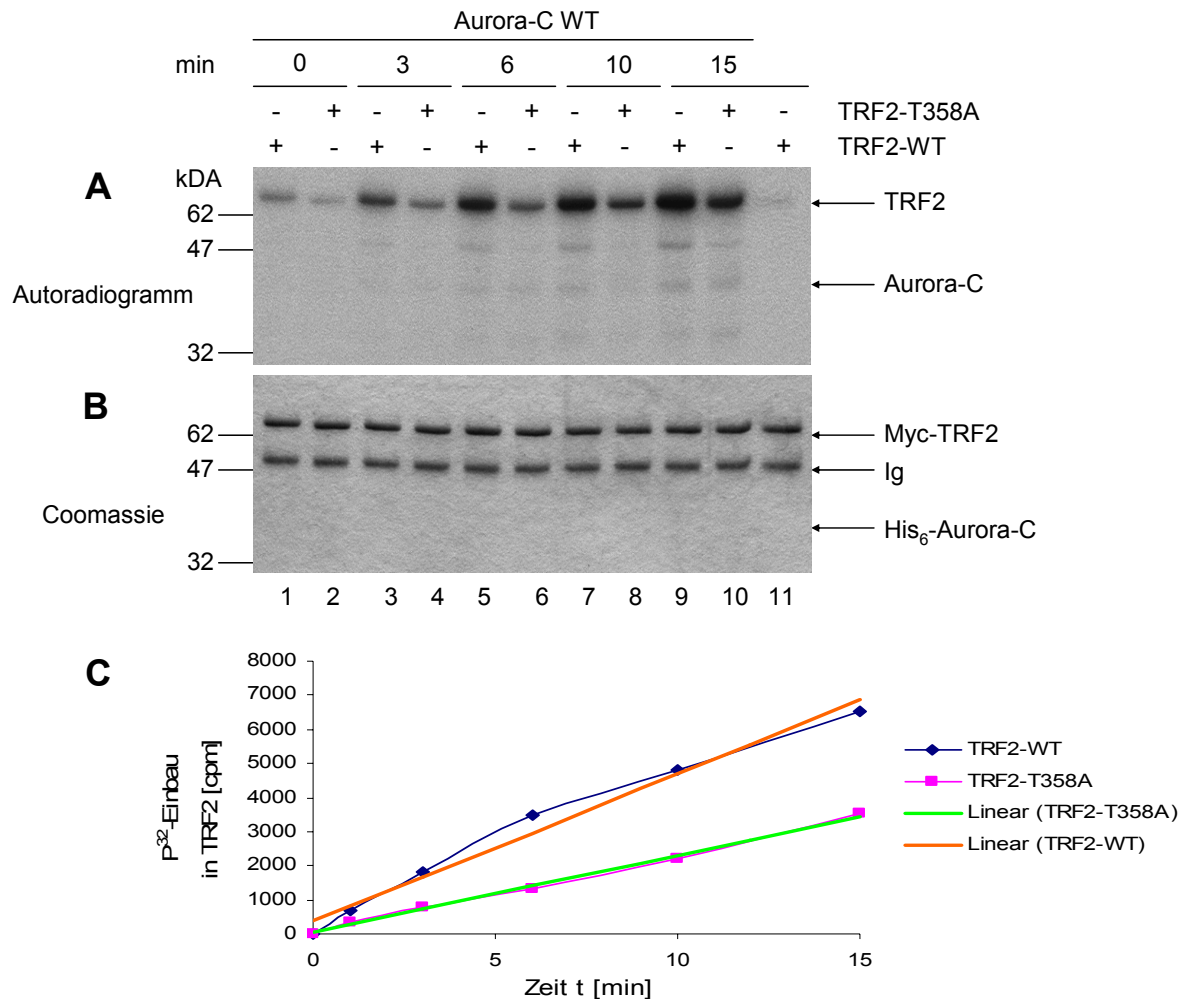 Aurora-C WT
min 0 3 6 10 15
- + - + - + - + - + - TRF2-T358A
+ - + - + - + - + - + TRF2-WT
A
kDA
62
47
32
Autoradiogramm
TRF2
Aurora-C
B
62
47
32
Coomassie
Myc-TRF2
Ig
His₆-Aurora-C
1 2 3 4 5 6 7 8 9 10 11
C
8000
7000
6000
5000
4000
3000
2000
1000
0
P³²-Einbau
in TRF2 [cpm]
0 5 10 15
Zeit t [min]
TRF2-WT
TRF2-T358A
Linear (TRF2-T358A)
Linear (TRF2-WT)